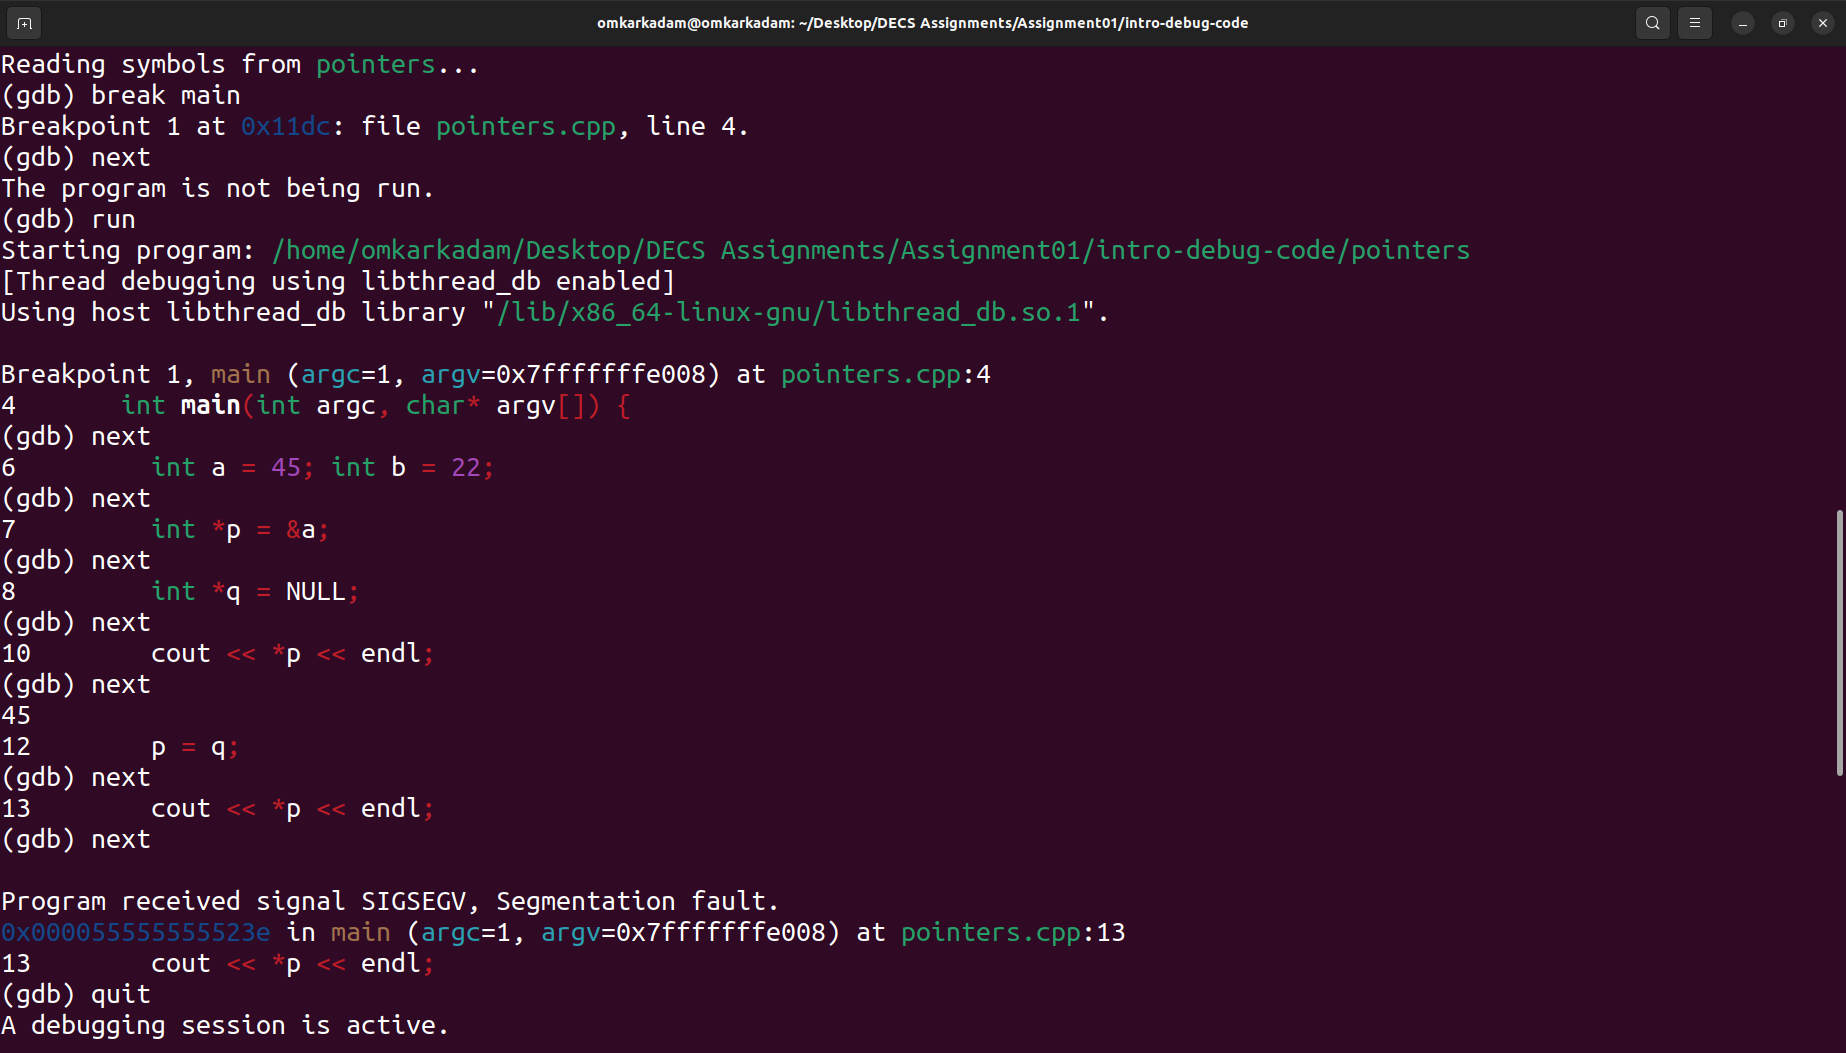 omkarkadam@omkarkadam: ~/Desktop/DECS Assignments/Assignment01/intro-debug-code
Reading symbols from pointers...
(gdb) break main
Breakpoint 1 at 0x11dc: file pointers.cpp, line 4.
(gdb) next
The program is not being run.
(gdb) run
Starting program: /home/omkarkadam/Desktop/DECS Assignments/Assignment01/intro-debug-code/pointers
[Thread debugging using libthread_db enabled]
Using host libthread_db library "/lib/x86_64-linux-gnu/libthread_db.so.1".

Breakpoint 1, main (argc=1, argv=0x7fffffffe008) at pointers.cpp:4
4       int main(int argc, char* argv[]) {
(gdb) next
6         int a = 45; int b = 22;
(gdb) next
7         int *p = &a;
(gdb) next
8         int *q = NULL;
(gdb) next
10        cout << *p << endl;
(gdb) next
45
12        p = q;
(gdb) next
13        cout << *p << endl;
(gdb) next

Program received signal SIGSEGV, Segmentation fault.
0x000055555555523e in main (argc=1, argv=0x7fffffffe008) at pointers.cpp:13
13        cout << *p << endl;
(gdb) quit
A debugging session is active.